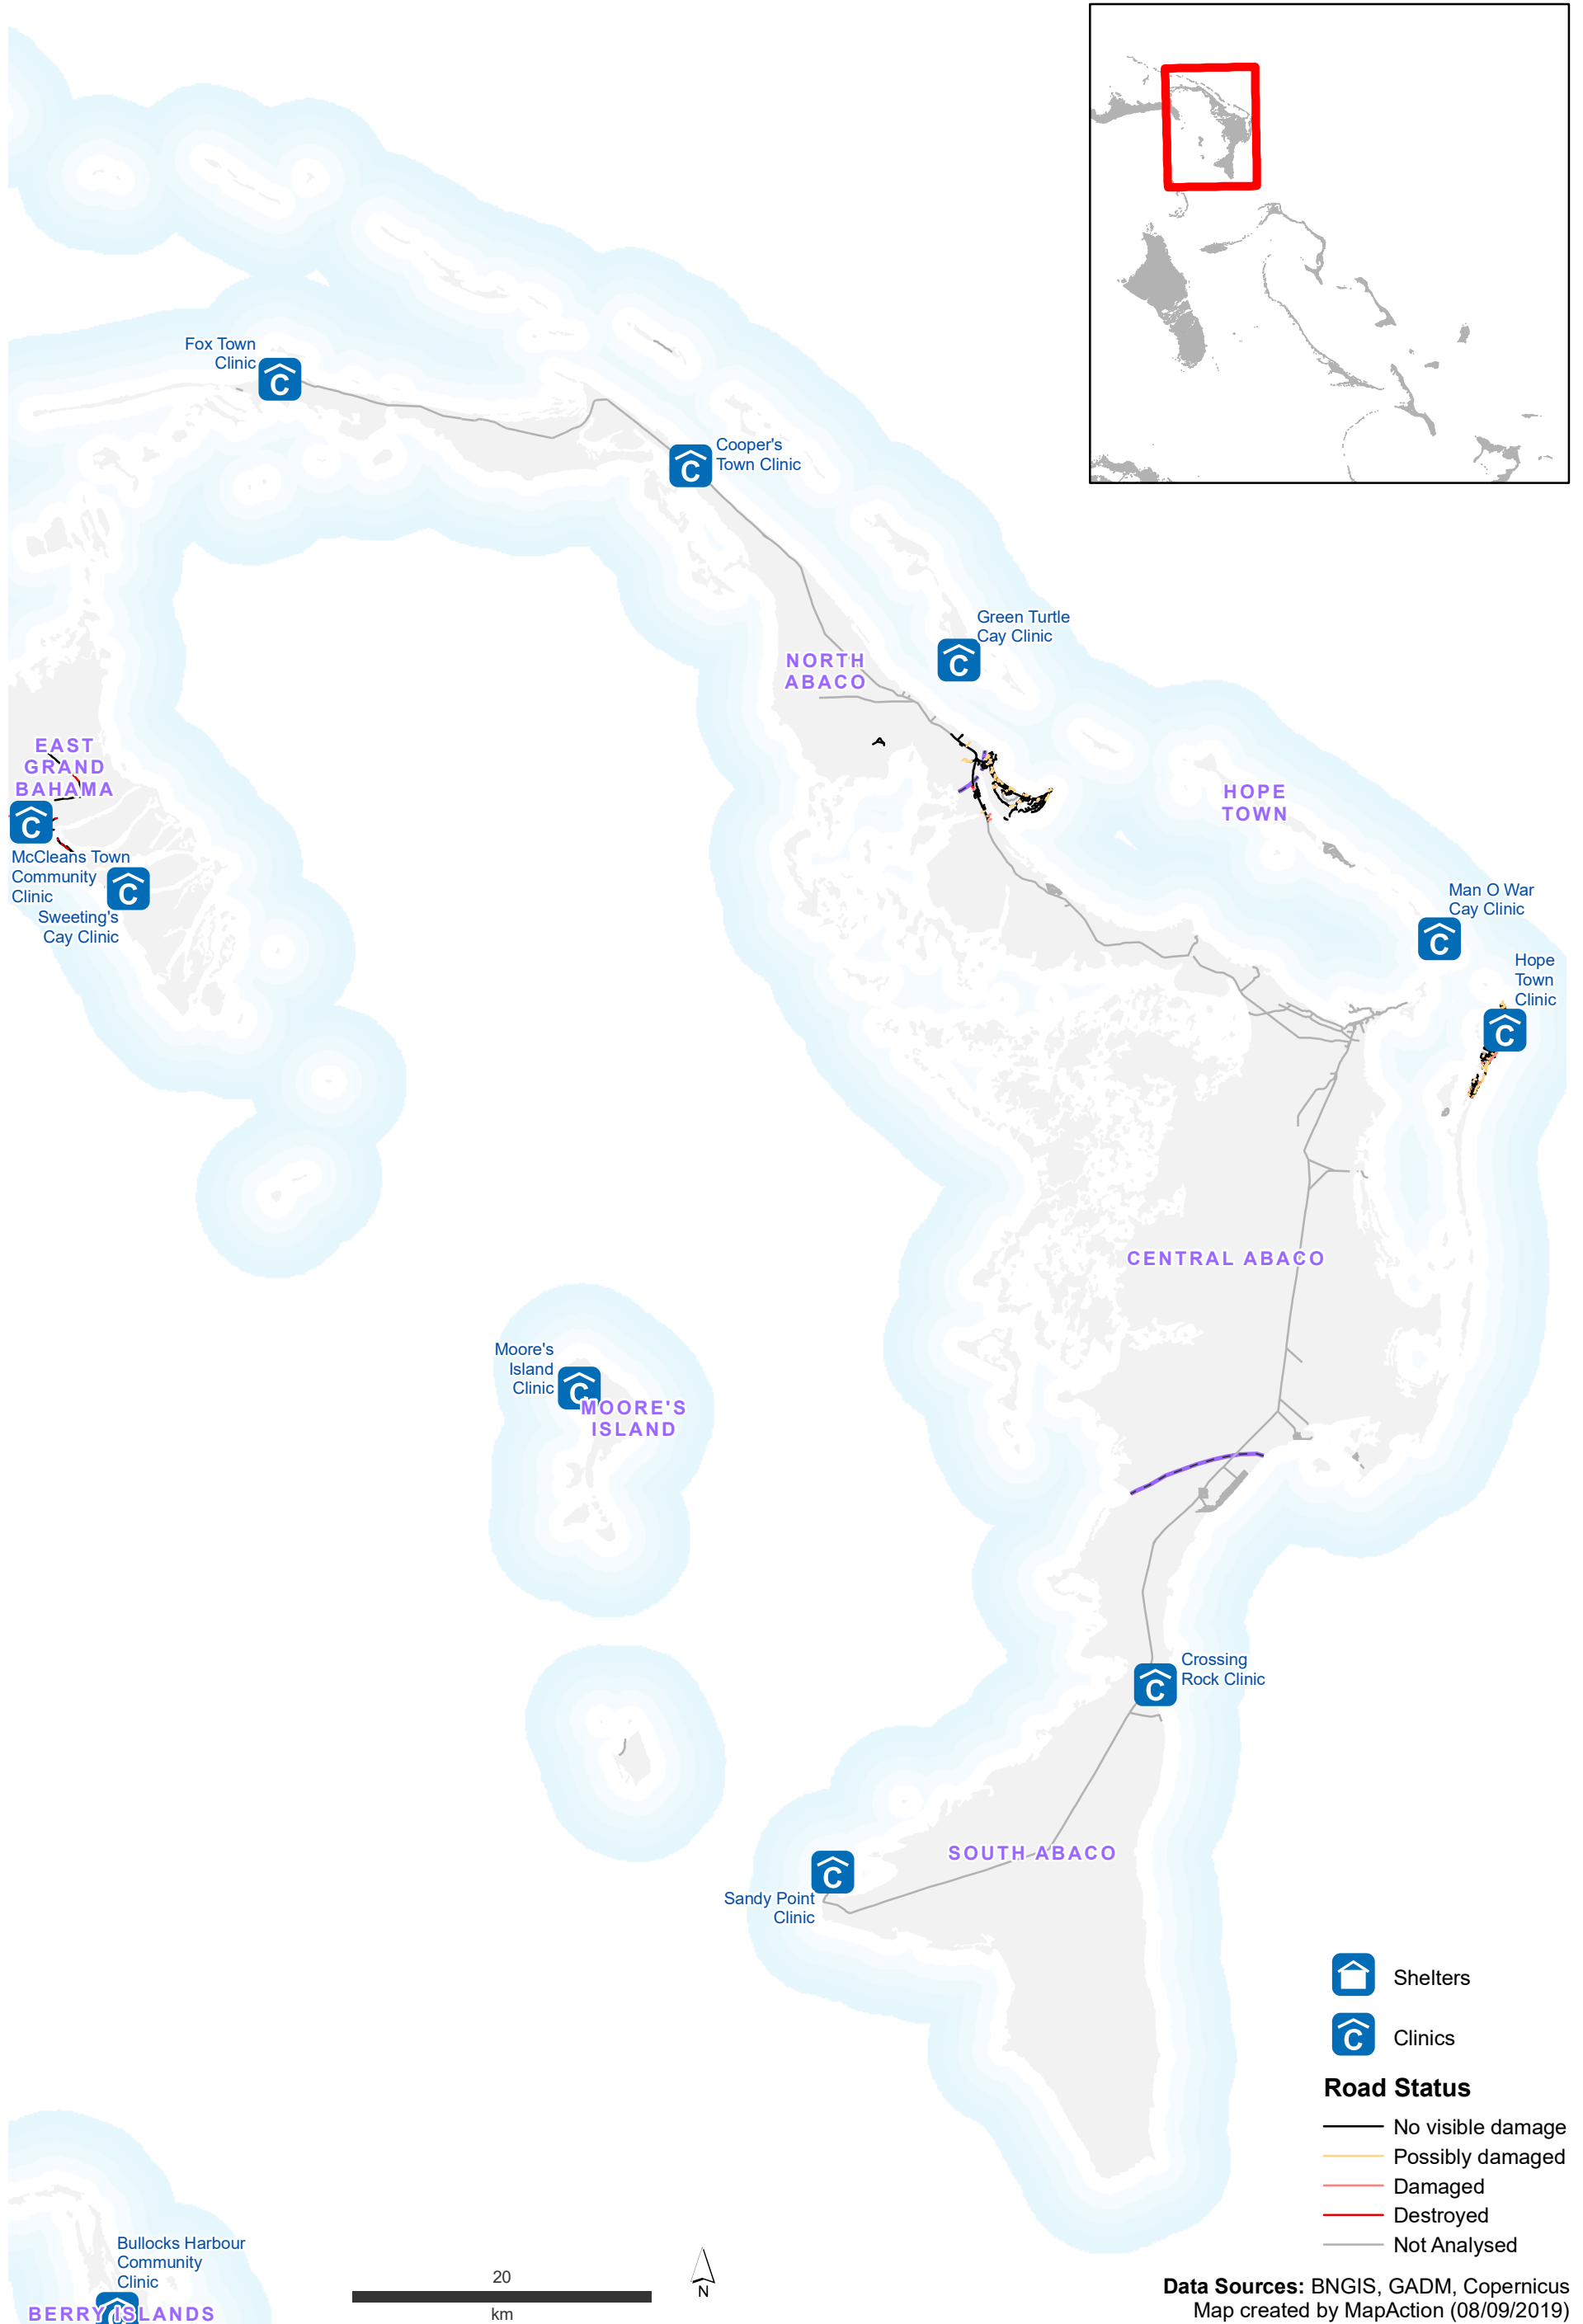 Fox Town
Clinic
C
Cooper's
Town Clinic
C
Green Turtle
Cay Clinic
C
NORTH
ABACO
EAST
GRAND
BAHAMA
C
McCleans Town
Community
Clinic
C
Sweeting's
Cay Clinic
HOPE
TOWN
Man O War
Cay Clinic
C
Hope
Town
Clinic
C
CENTRAL ABACO
Moore's
Island
Clinic
C
MOORE'S
ISLAND
Crossing
Rock Clinic
C
SOUTH ABACO
C
Sandy Point
Clinic
Shelters
C
Clinics
Road Status
No visible damage
Possibly damaged
Damaged
Destroyed
Not Analysed
Bullocks Harbour
Community
Clinic
C
BERRY ISLANDS
20
km
N
Data Sources: BNGIS, GADM, Copernicus
Map created by MapAction (08/09/2019)